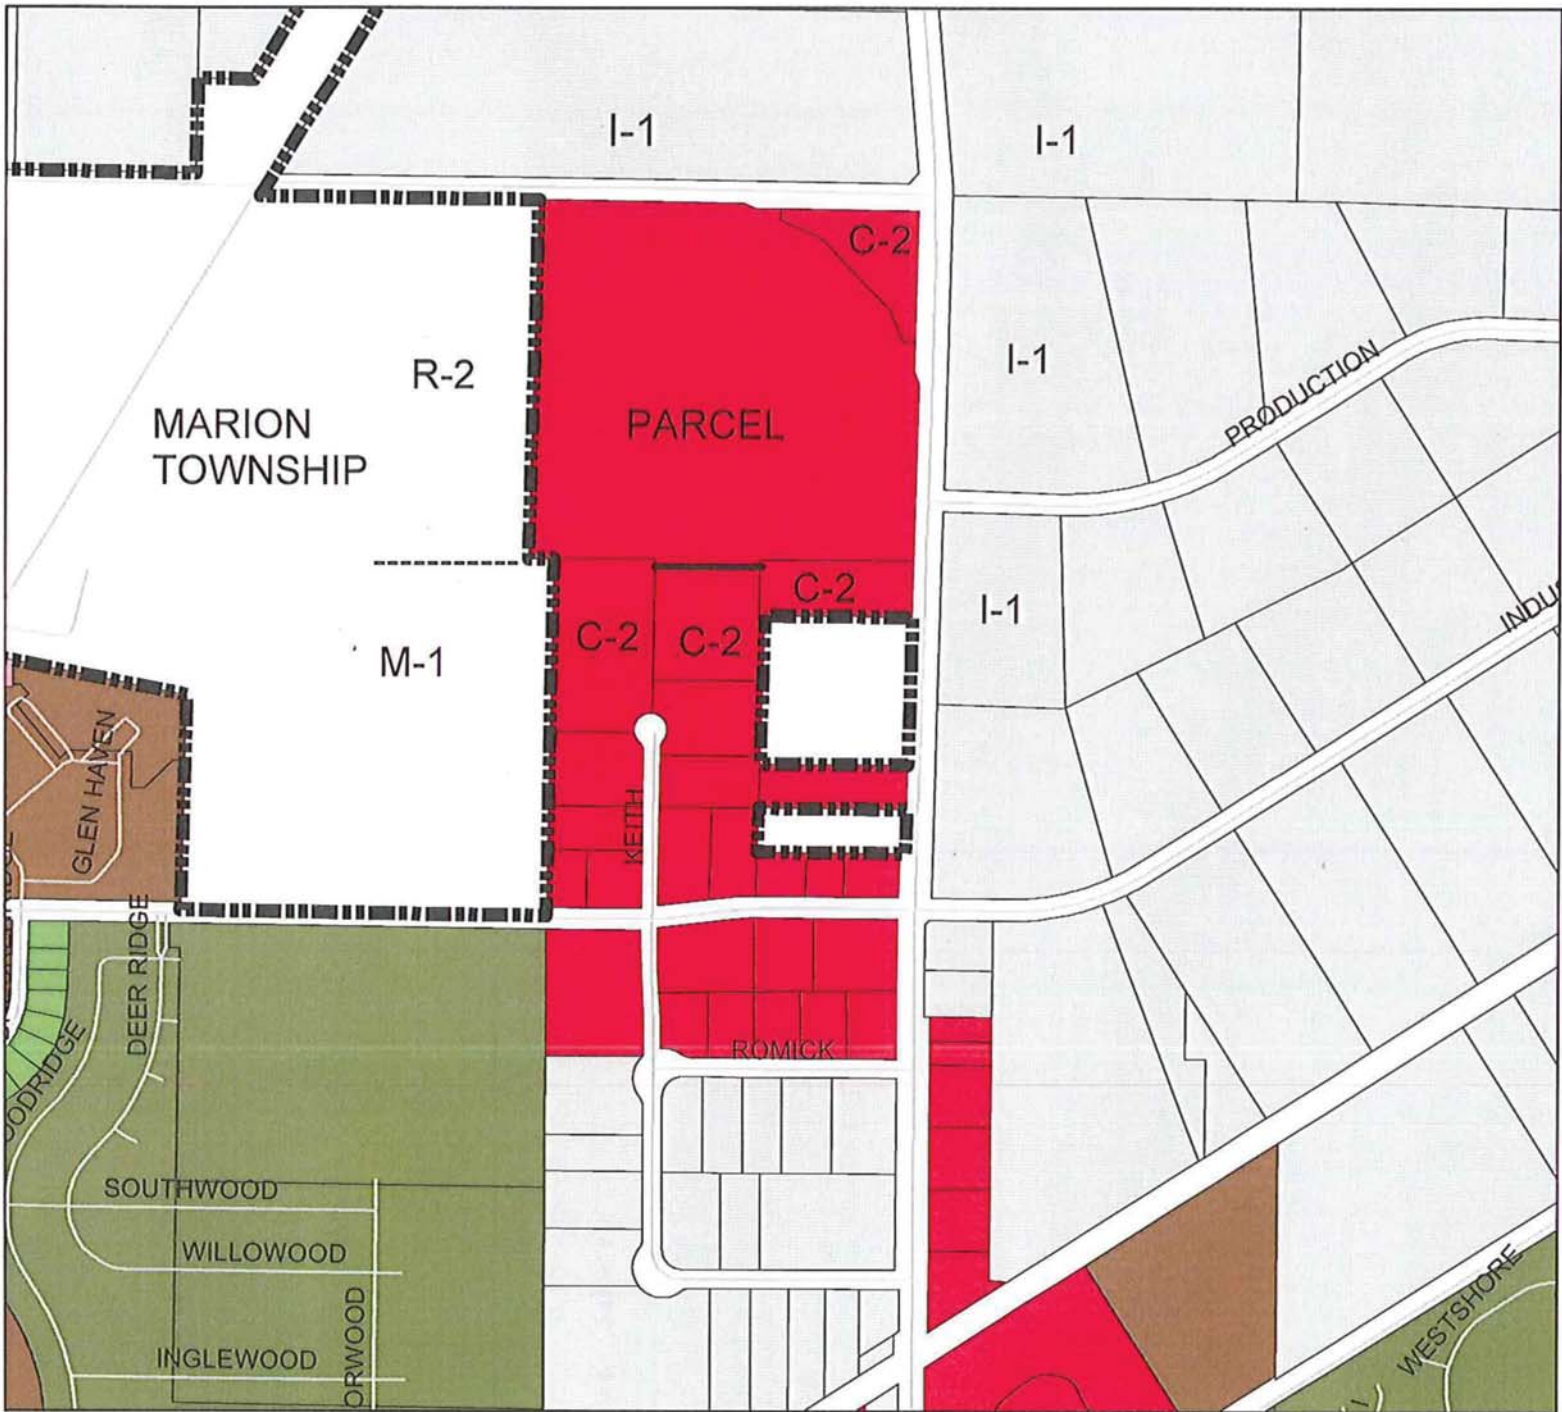 I-1
I-1
C-2
I-1
R-2
PARCEL
MARION
TOWNSHIP
PRODUCTION
C-2
I-1
C-2
C-2
M-1
GLEN HAVEN
KEITH
DEER RIDGE
ROMICK
SOUTHWOOD
WILLOWOOD
INGLEWOOD
WESTSHORE